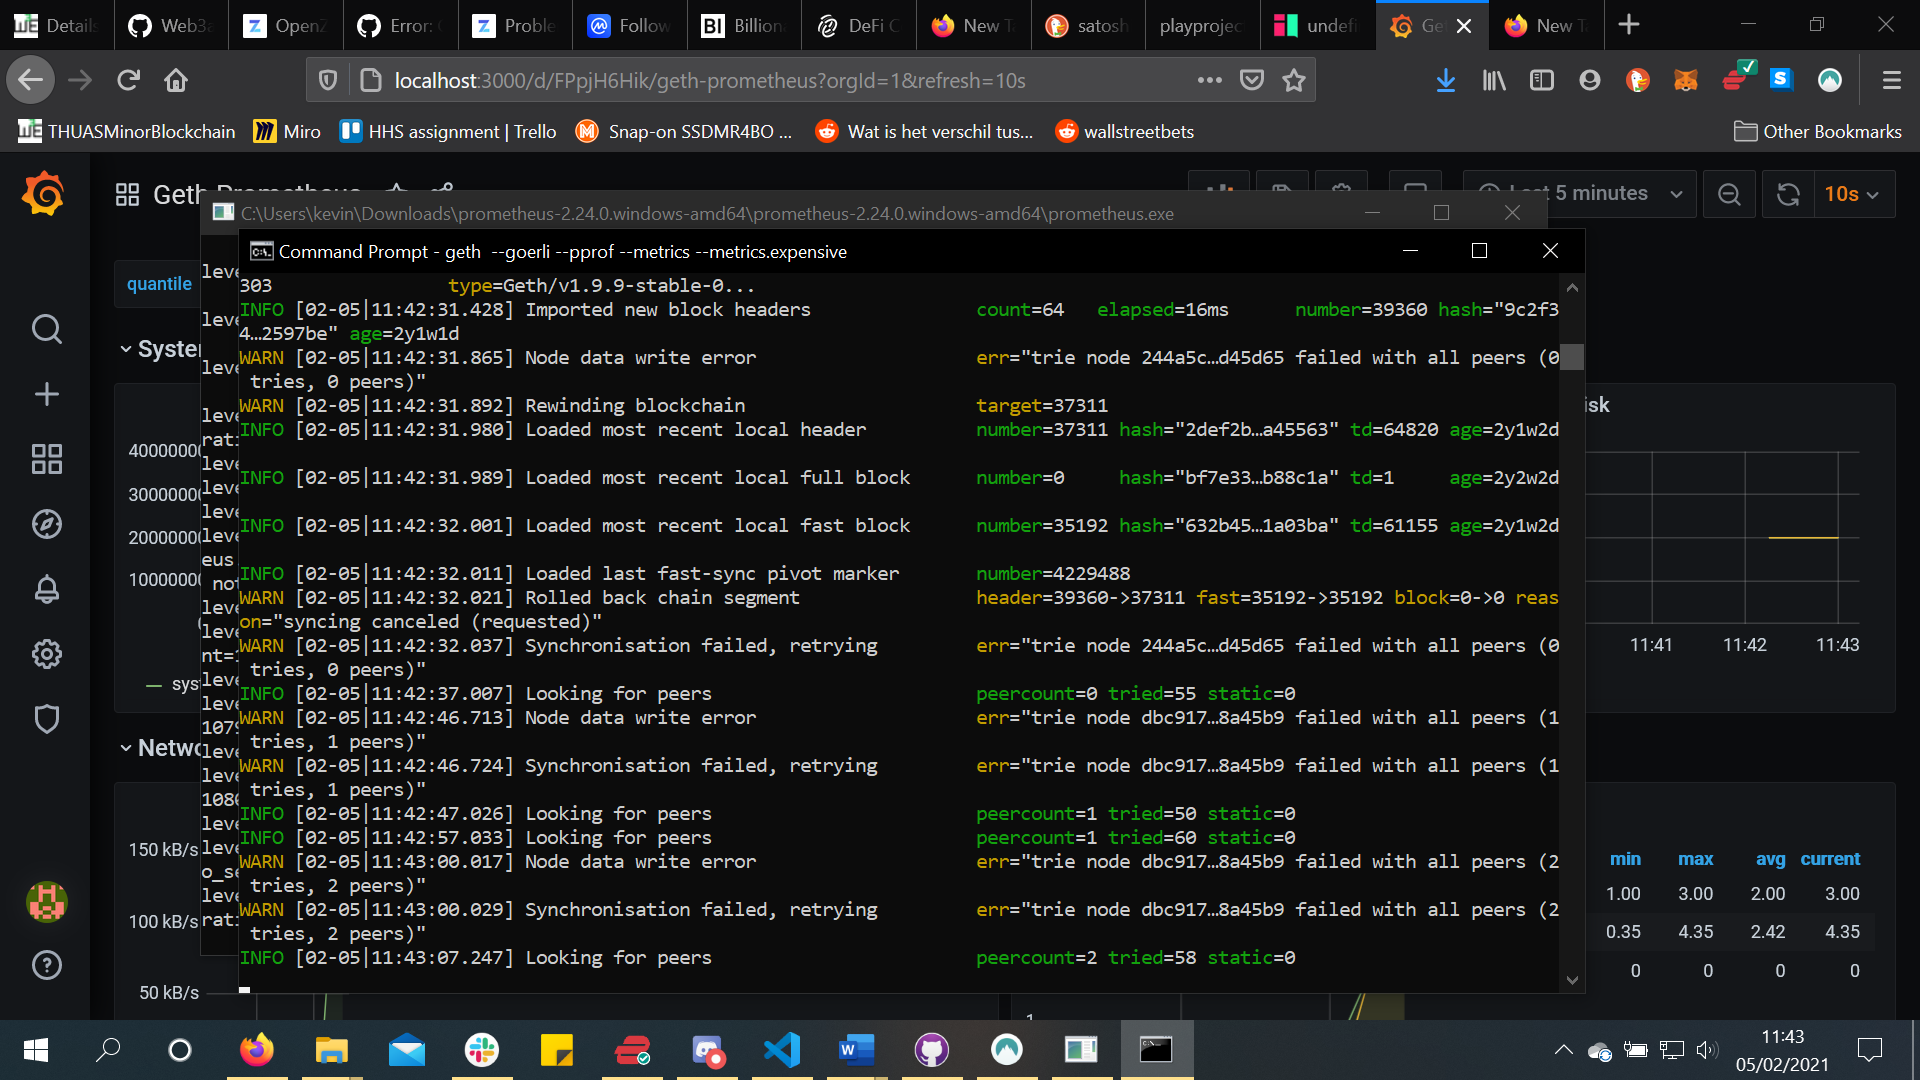 Details
Web3
OpenZ
Error:
Proble
Follow
BI Billion
DeFi C
New Ta
satosh
playprojec
undefi
Get
New Ta
localhost:3000/d/FPpjH6Hik/geth-prometheus?orgId=1&refresh=10s
THUASMinorBlockchain
Miro
HHS assignment | Trello
Snap-on SSDMR4BO ...
Wat is het verschil tus...
wallstreetbets
Other Bookmarks
Geth Prometheus
Last 5 minutes
10s
C:\Users\kevin\Downloads\prometheus-2.24.0.windows-amd64\prometheus-2.24.0.windows-amd64\prometheus.exe
Command Prompt - geth  --goerli --pprof --metrics --metrics.expensive
quantile
303 type=Geth/v1.9.9-stable-0...
INFO [02-05|11:42:31.428] Imported new block headers count=64 elapsed=16ms number=39360 hash="9c2f3
4…2597be" age=2y1w1d
WARN [02-05|11:42:31.865] Node data write error err="trie node 244a5c…d45d65 failed with all peers (0
tries, 0 peers)"
WARN [02-05|11:42:31.892] Rewinding blockchain target=37311
INFO [02-05|11:42:31.980] Loaded most recent local header number=37311 hash="2def2b…a45563" td=64820 age=2y1w2d
INFO [02-05|11:42:31.989] Loaded most recent local full block number=0 hash="bf7e33…b88c1a" td=1 age=2y2w2d
INFO [02-05|11:42:32.001] Loaded most recent local fast block number=35192 hash="632b45…1a03ba" td=61155 age=2y1w2d
INFO [02-05|11:42:32.011] Loaded last fast-sync pivot marker number=4229488
WARN [02-05|11:42:32.021] Rolled back chain segment header=39360->37311 fast=35192->35192 block=0->0 reas
on="syncing canceled (requested)"
WARN [02-05|11:42:32.037] Synchronisation failed, retrying err="trie node 244a5c…d45d65 failed with all peers (0
tries, 0 peers)"
INFO [02-05|11:42:37.007] Looking for peers peercount=0 tried=55 static=0
WARN [02-05|11:42:46.713] Node data write error err="trie node dbc917…8a45b9 failed with all peers (1
tries, 1 peers)"
WARN [02-05|11:42:46.724] Synchronisation failed, retrying err="trie node dbc917…8a45b9 failed with all peers (1
tries, 1 peers)"
INFO [02-05|11:42:47.026] Looking for peers peercount=1 tried=50 static=0
INFO [02-05|11:42:57.033] Looking for peers peercount=1 tried=60 static=0
WARN [02-05|11:43:00.017] Node data write error err="trie node dbc917…8a45b9 failed with all peers (2
tries, 2 peers)"
WARN [02-05|11:43:00.029] Synchronisation failed, retrying err="trie node dbc917…8a45b9 failed with all peers (2
tries, 2 peers)"
INFO [02-05|11:43:07.247] Looking for peers peercount=2 tried=58 static=0
Syste
40000000
30000000
20000000
10000000
sys
Netwo
150 kB/s
100 kB/s
50 kB/s
leve
leve
leve
leve
rati
leve
leve
leve
leve
eus
not
leve
leve
nt=1
leve
leve
1079
leve
leve
1080
leve
leve
o_se
leve
rati
isk
11:41
11:42
11:43
min max avg current
1.00 3.00 2.00 3.00
0.35 4.35 2.42 4.35
0 0 0 0
1
11:43
05/02/2021